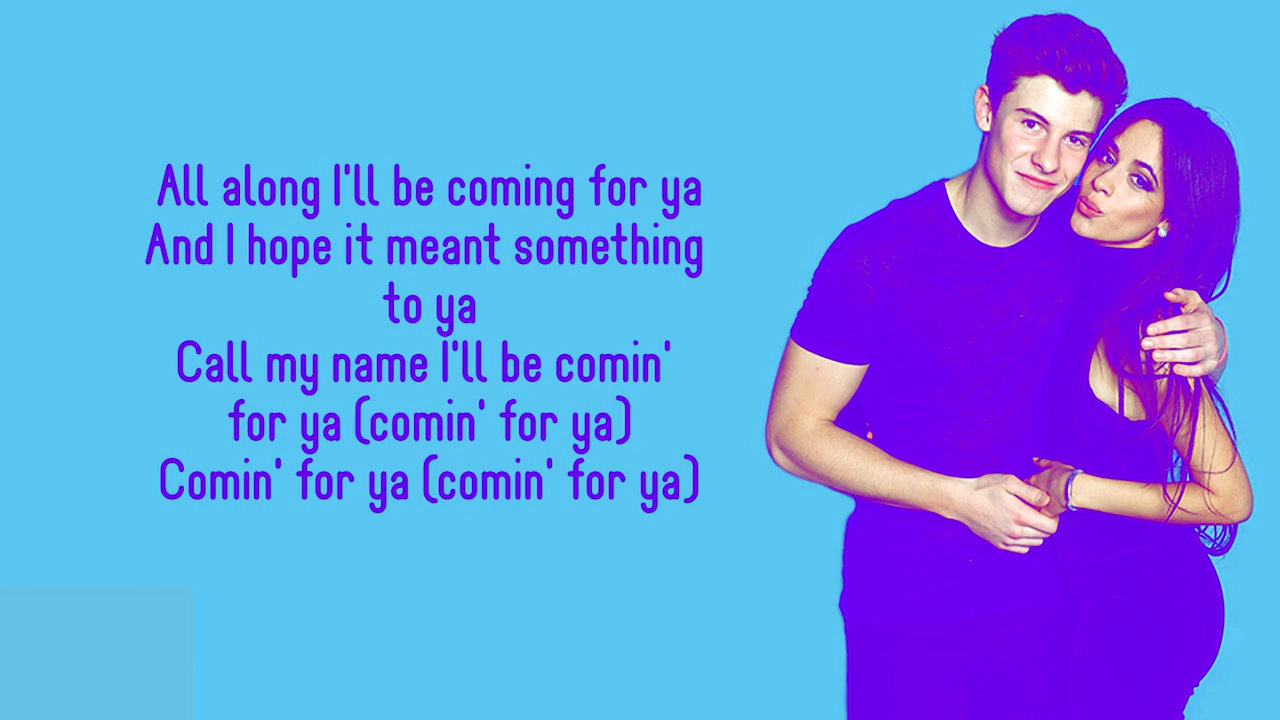 All along I'll be coming for ya
And I hope it meant something
to ya
Call my name I'll be comin'
for ya (comin' for ya)
Comin' for ya (comin' for ya)